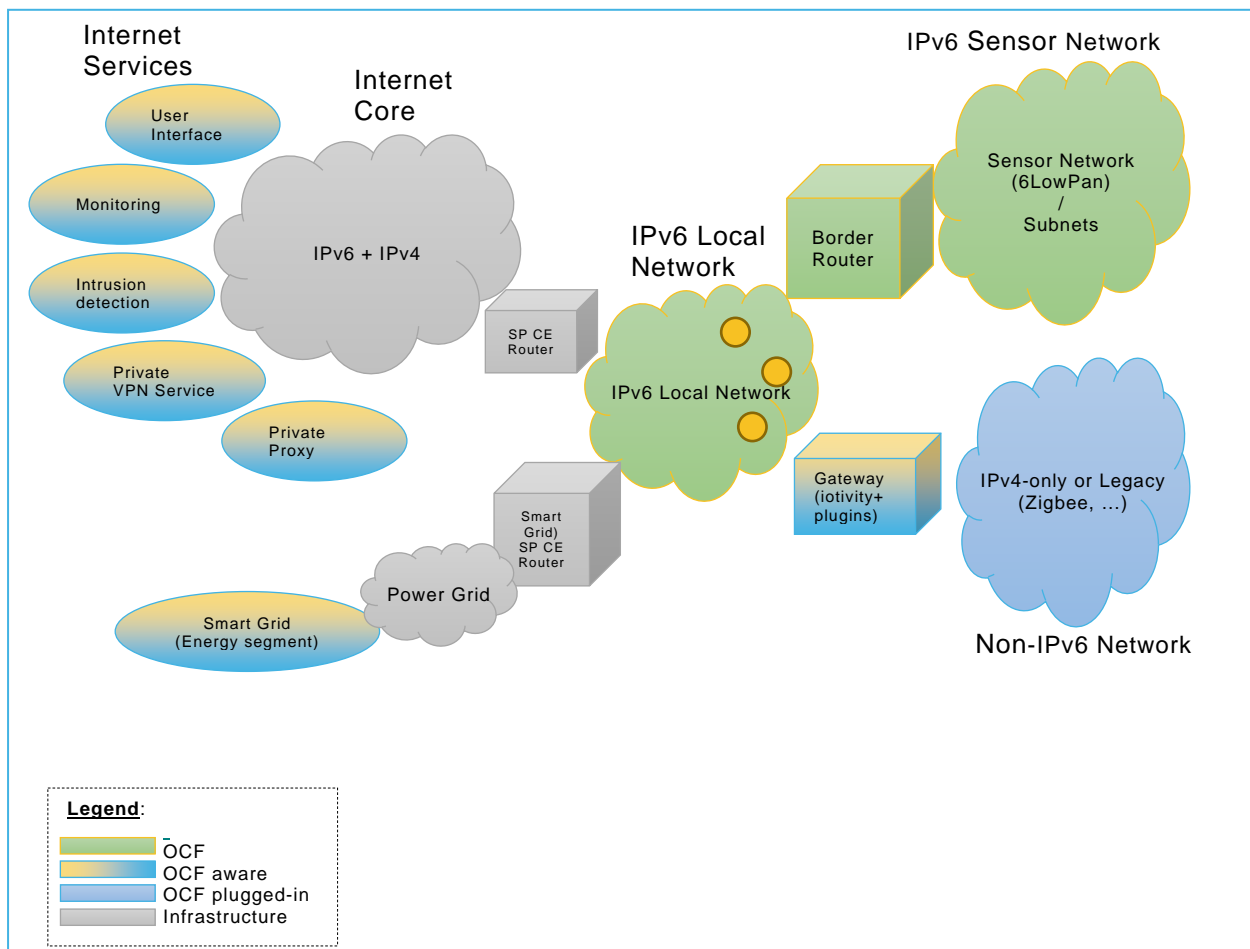 Internet
Services
User
Interface
Monitoring
Intrusion
detection
Private
VPN Service
Private
Proxy
Internet
Core
IPv6 + IPv4
SP CE
Router
IPv6 Local
Network
IPv6 Local Network
Border
Router
IPv6 Sensor Network
Sensor Network
(6LowPan)
/
Subnets
Gateway
(iotivity+
plugins)
IPv4-only or Legacy
(Zigbee, …)
Non-IPv6 Network
Smart
Grid)
SP CE
Router
Power Grid
Smart Grid
(Energy segment)
Legend:
OCF
OCF aware
OCF plugged-in
Infrastructure